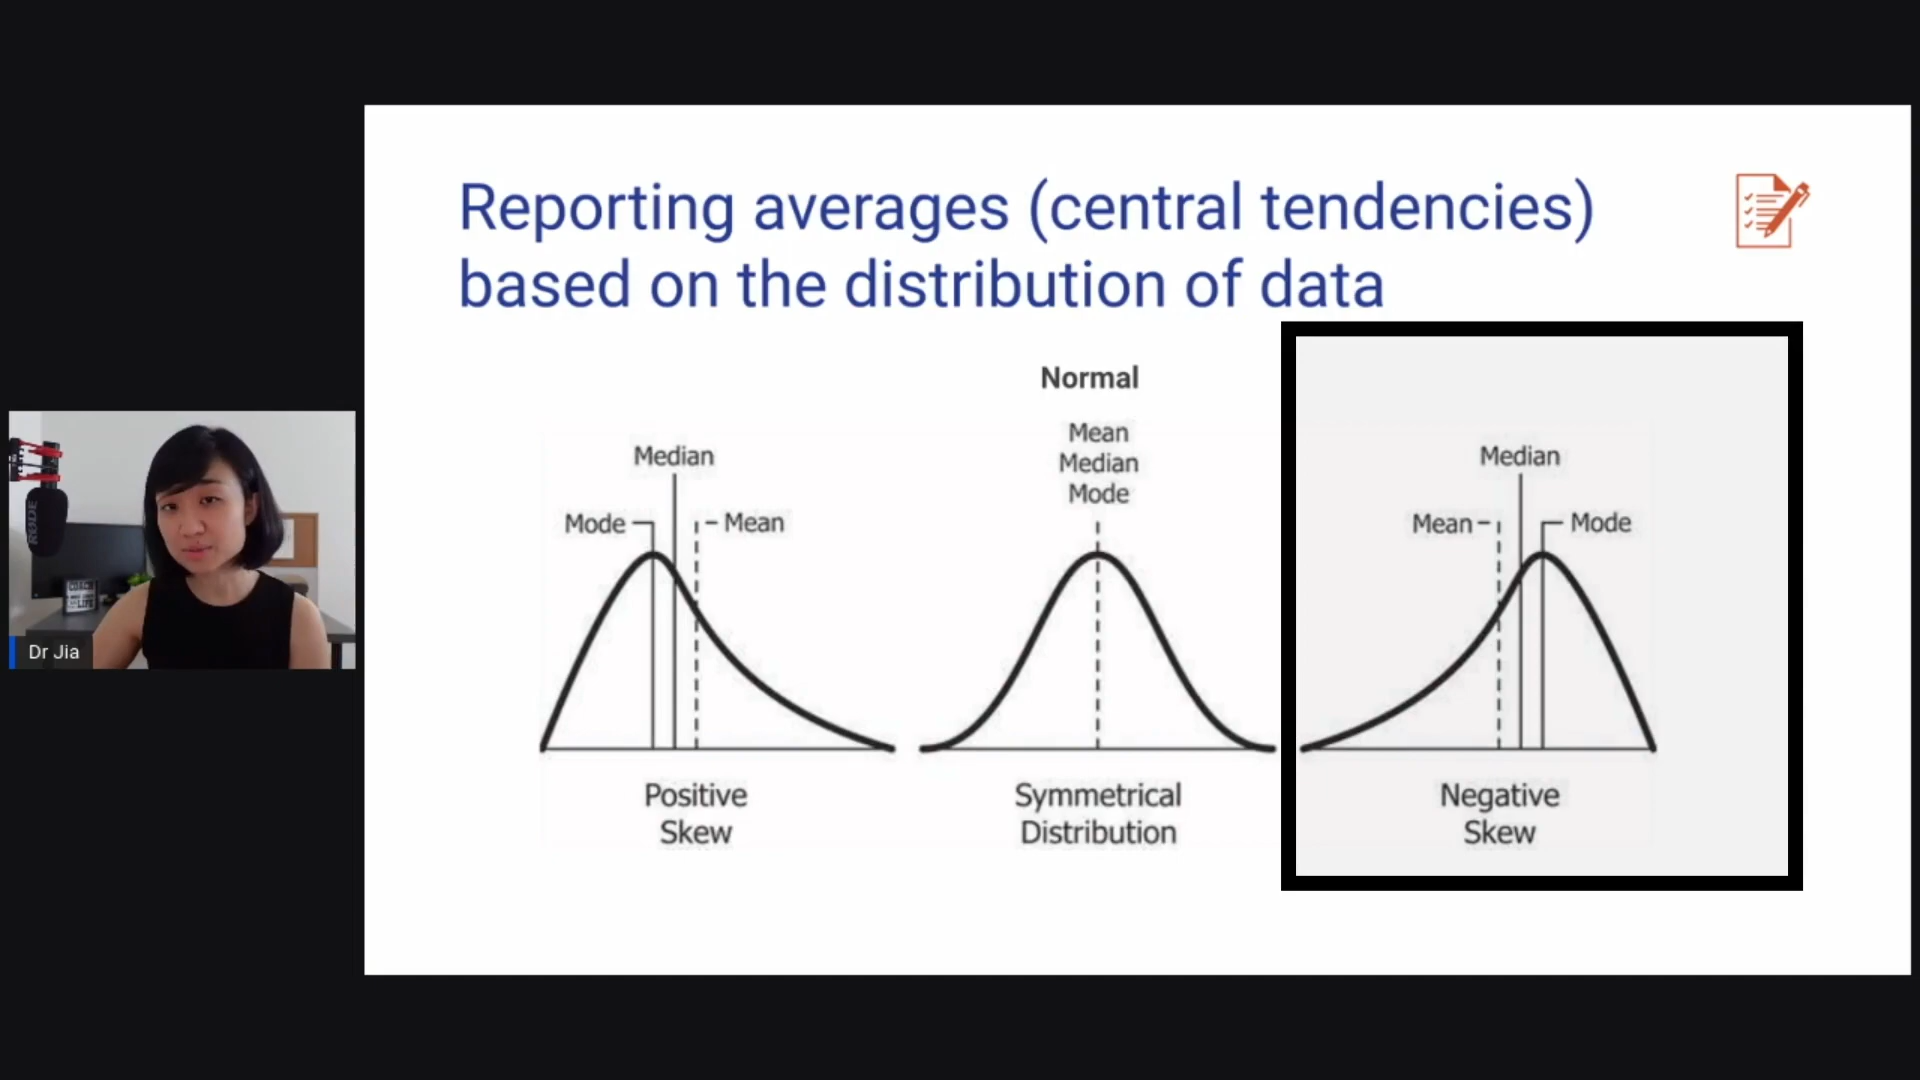 Reporting averages (central tendencies)
based on the distribution of data
Median
Mode
Mean
Positive
Skew
Normal
Mean
Median
Mode
Symmetrical
Distribution
Median
Mean
Mode
Negative
Skew
RØDE
Dr Jia